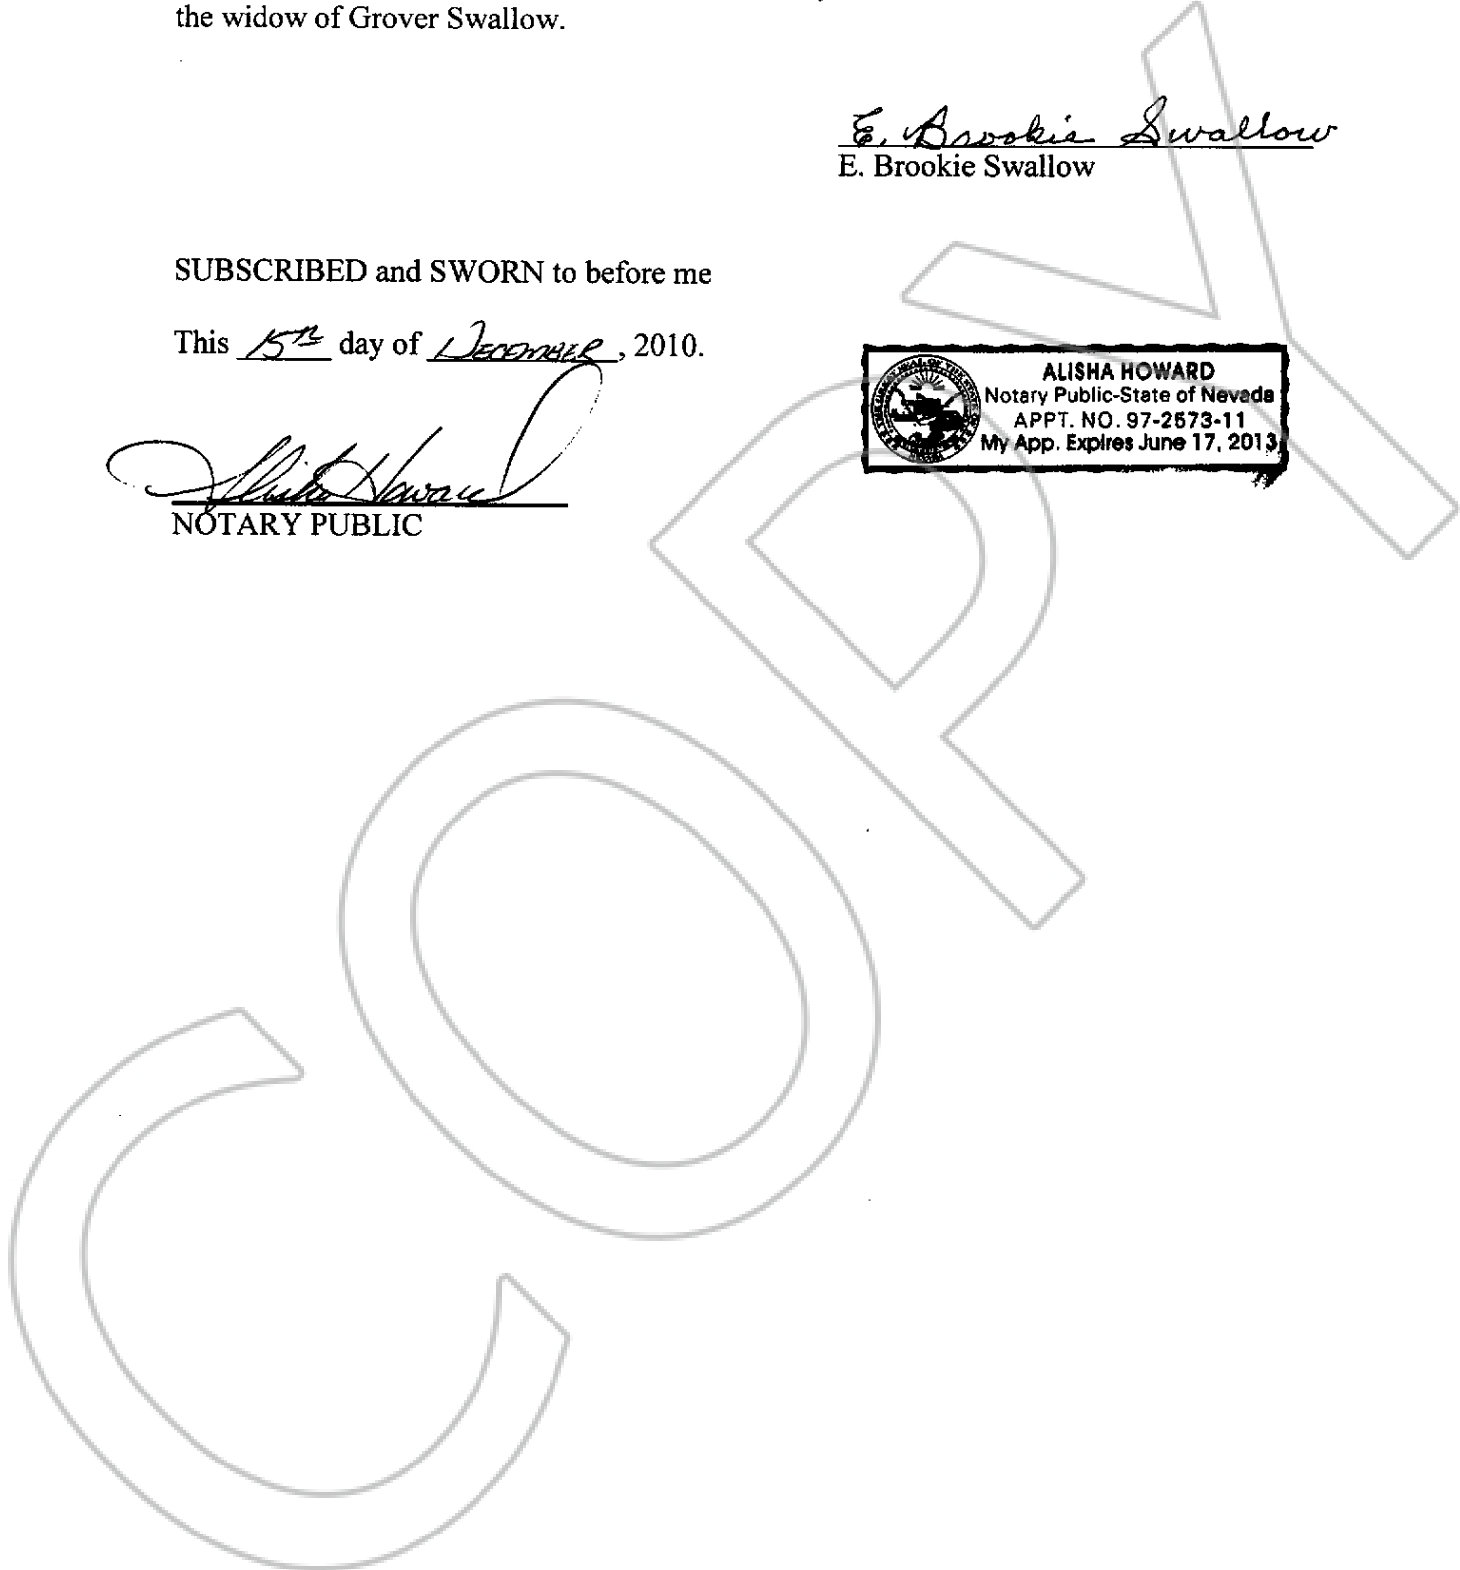 the widow of Grover Swallow.
E. Brookie Swallow
E. Brookie Swallow
SUBSCRIBED and SWORN to before me
This 15th day of DECEMBER, 2010.
ALISHA HOWARD
Notary Public-State of Nevada
APPT. NO. 97-2573-11
My App. Expires June 17, 2013
Alisha Howard
NOTARY PUBLIC
COPY